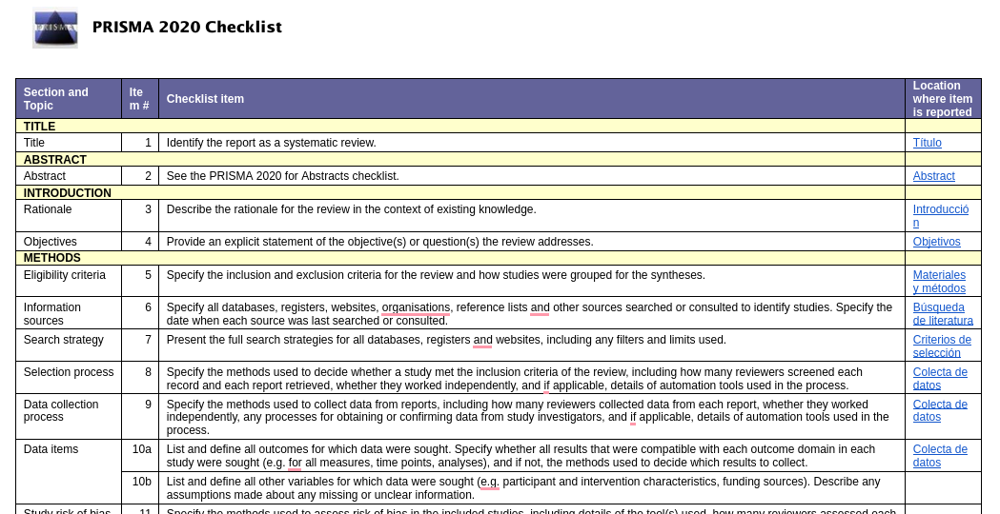 PRISMA
PRISMA 2020 Checklist
Section and Topic
Ite m #
Checklist item
Location where item is reported
TITLE
Title
1
Identify the report as a systematic review.
Título
ABSTRACT
Abstract
2
See the PRISMA 2020 for Abstracts checklist.
Abstract
INTRODUCTION
Rationale
3
Describe the rationale for the review in the context of existing knowledge.
Introducció
n
Objectives
4
Provide an explicit statement of the objective(s) or question(s) the review addresses.
Objetivos
METHODS
Eligibility criteria
5
Specify the inclusion and exclusion criteria for the review and how studies were grouped for the syntheses.
Materiales
y métodos
Information
sources
6
Specify all databases, registers, websites, organisations, reference lists and other sources searched or consulted to identify studies. Specify the
date when each source was last searched or consulted.
Búsqueda
de literatura
Search strategy
7
Present the full search strategies for all databases, registers and websites, including any filters and limits used.
Criterios de
selección
Selection process
8
Specify the methods used to decide whether a study met the inclusion criteria of the review, including how many reviewers screened each
record and each report retrieved, whether they worked independently, and if applicable, details of automation tools used in the process.
Colecta de
datos
Data collection
process
9
Specify the methods used to collect data from reports, including how many reviewers collected data from each report, whether they worked
independently, any processes for obtaining or confirming data from study investigators, and if applicable, details of automation tools used in the
process.
Colecta de
datos
Data items
10a
List and define all outcomes for which data were sought. Specify whether all results that were compatible with each outcome domain in each
study were sought (e.g. for all measures, time points, analyses), and if not, the methods used to decide which results to collect.
Colecta de
datos
10b
List and define all other variables for which data were sought (e.g. participant and intervention characteristics, funding sources). Describe any
assumptions made about any missing or unclear information.
Study risk of bias
11
Specify the methods used to assess risk of bias in the included studies, including details of the tool(s) used, how many reviewers assessed each